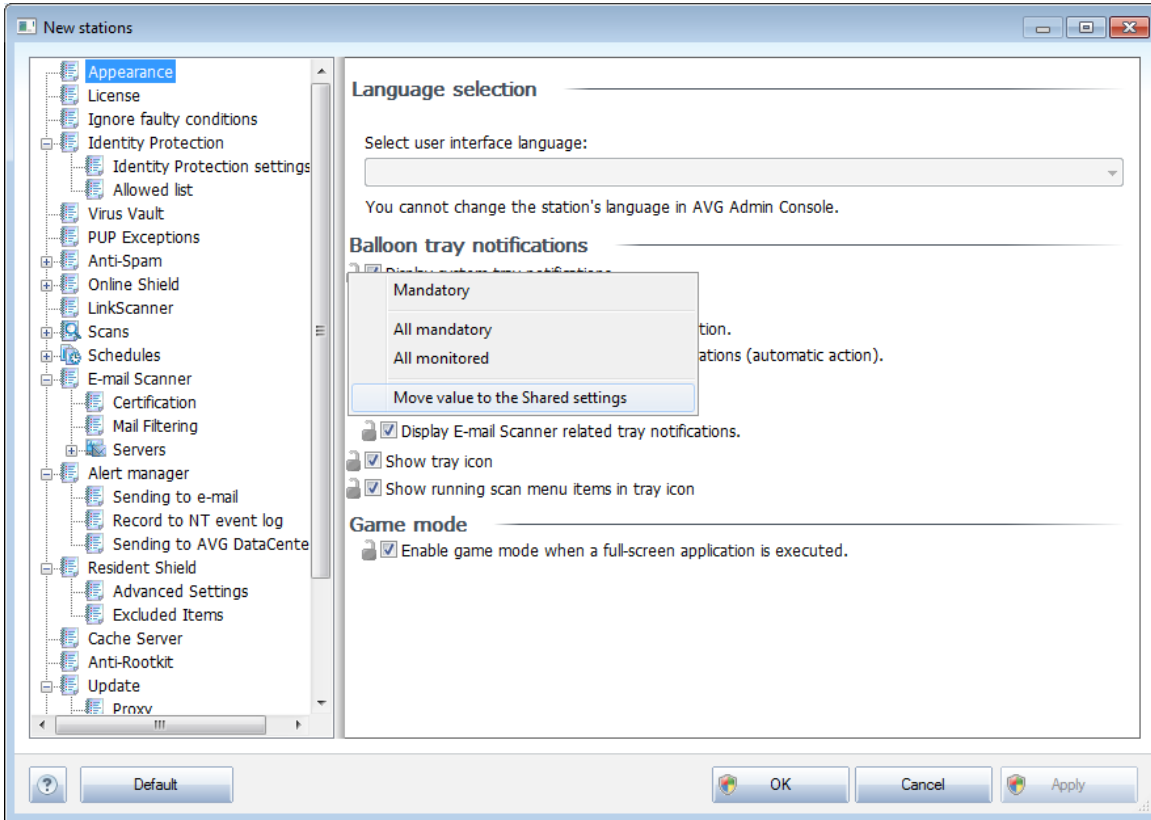 New stations
Appearance
License
Ignore faulty conditions
Identity Protection
Identity Protection settings
Allowed list
Virus Vault
PUP Exceptions
Anti-Spam
Online Shield
LinkScanner
Scans
Schedules
E-mail Scanner
Certification
Mail Filtering
Servers
Alert manager
Sending to e-mail
Record to NT event log
Sending to AVG DataCente
Resident Shield
Advanced Settings
Excluded Items
Cache Server
Anti-Rootkit
Update
Proxy
Language selection
Select user interface language:
You cannot change the station's language in AVG Admin Console.
Balloon tray notifications
Display system tray notifications
Mandatory
All mandatory
tion.
All monitored
ations (automatic action).
Move value to the Shared settings
Display E-mail Scanner related tray notifications.
Show tray icon
Show running scan menu items in tray icon
Game mode
Enable game mode when a full-screen application is executed.
? Default OK Cancel Apply